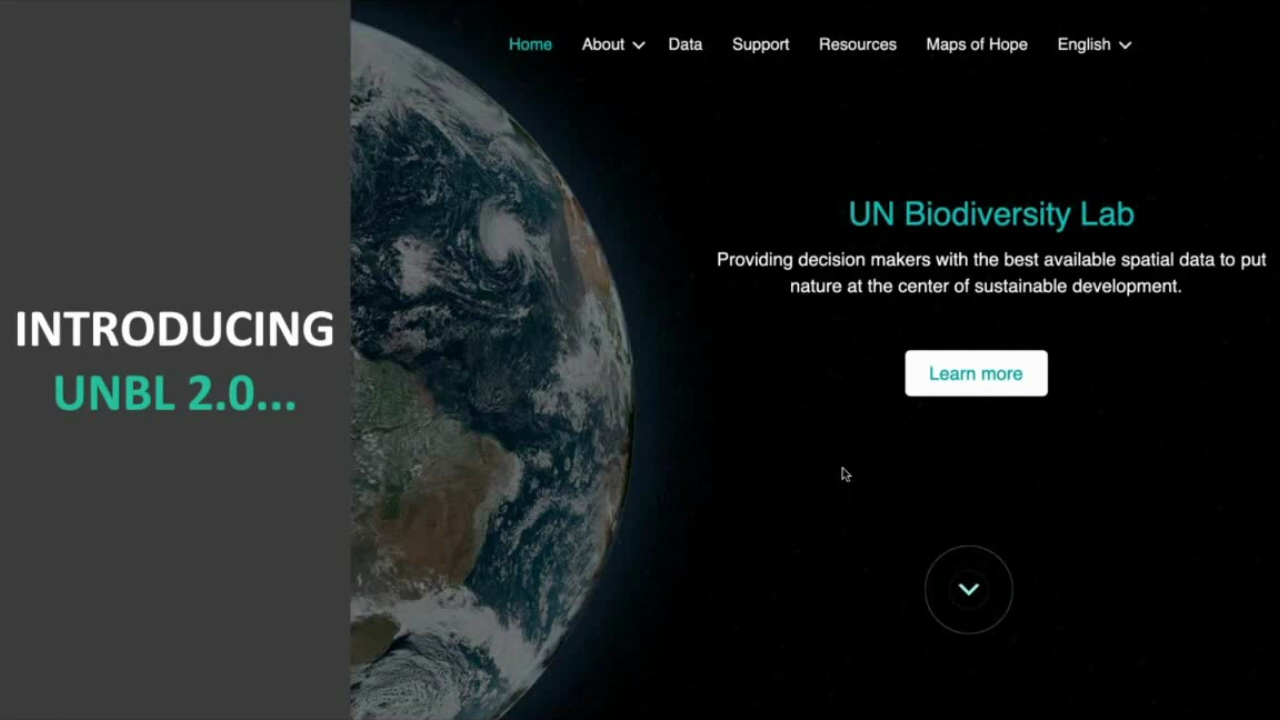 Home About Data Support Resources Maps of Hope English
UN Biodiversity Lab
Providing decision makers with the best available spatial data to put
nature at the center of sustainable development.
Learn more
INTRODUCING
UNBL 2.0...